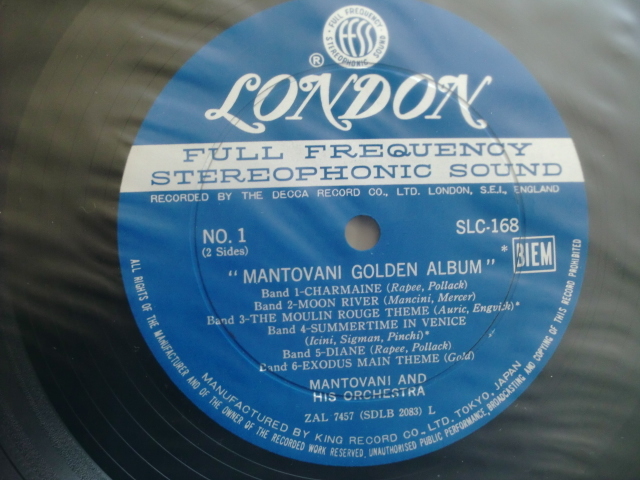 FULL FREQUENCY
ffss
STEREOPHONIC SOUND
®
LONDON
FULL FREQUENCY
STEREOPHONIC SOUND
RECORDED BY THE DECCA RECORD CO., LTD. LONDON, S.E.I., ENGLAND
NO. 1
(2 Sides)
SLC-168
* BIEM
"MANTOVANI GOLDEN ALBUM"
Band 1-CHARMAINE (Rapee, Pollack)
Band 2-MOON RIVER (Mancini, Mercer)
Band 3-THE MOULIN ROUGE THEME (Auric, Engvick)*
Band 4-SUMMERTIME IN VENICE
(Icini, Sigman, Pinchi)*
Band 5-DIANE (Rapee, Pollack)
Band 6-EXODUS MAIN THEME (Gold)
MANTOVANI AND
HIS ORCHESTRA
ZAL 7457 (SDLB 2083) L
MANUFACTURED BY KING RECORD CO., LTD. TOKYO, JAPAN
ALL RIGHTS OF THE MANUFACTURER AND OF THE OWNER OF THE RECORDED WORK RESERVED. UNAUTHORISED PUBLIC PERFORMANCE, BROADCASTING AND COPYING OF THIS RECORD PROHIBITED